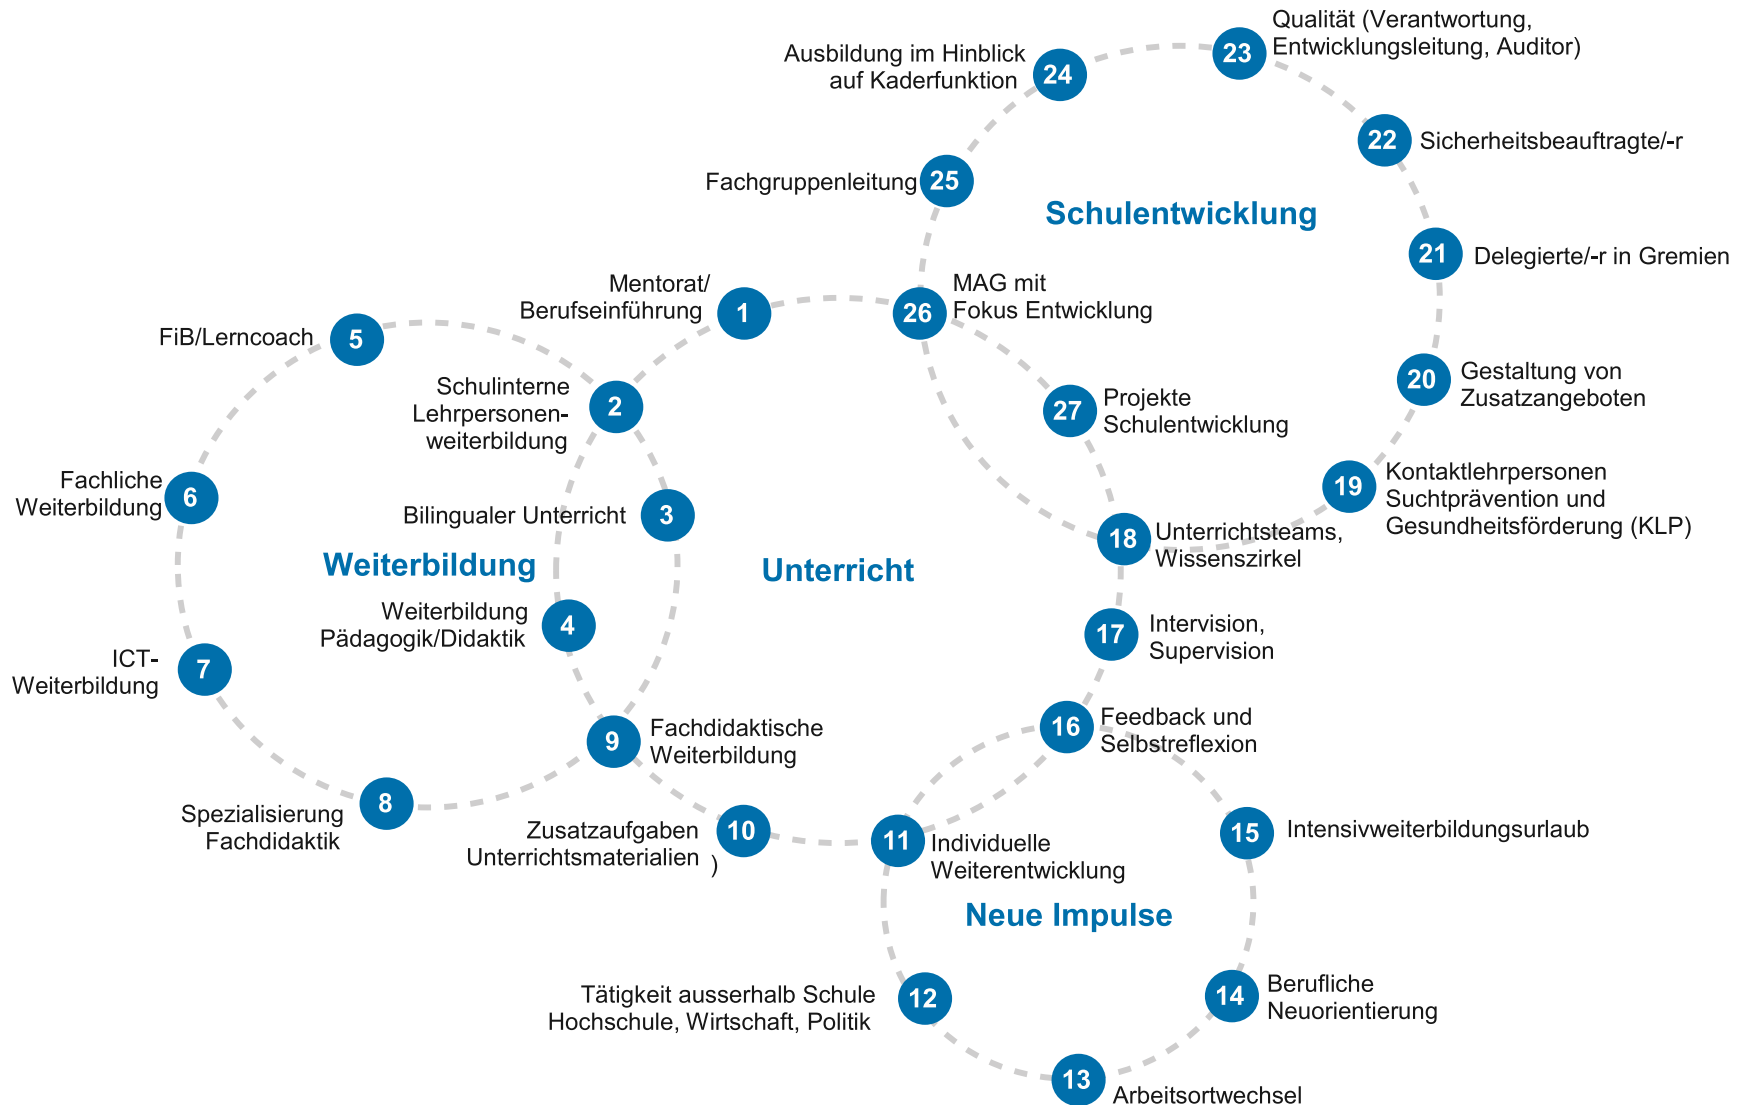 Qualität (Verantwortung,
Entwicklungsleitung, Auditor)
23
Ausbildung im Hinblick
auf Kaderfunktion
24
22
Sicherheitsbeauftragte/-r
Fachgruppenleitung
25
Schulentwicklung
21
Delegierte/-r in Gremien
Mentorat/
Berufseinführung
1
26
MAG mit
Fokus Entwicklung
FiB/Lerncoach
5
20
Gestaltung von
Zusatzangeboten
Schulinterne
Lehrpersonen-
weiterbildung
2
27
Projekte
Schulentwicklung
Fachliche
Weiterbildung
6
19
Kontaktlehrpersonen
Suchtprävention und
Gesundheitsförderung (KLP)
Bilingualer Unterricht
3
18
Unterrichtsteams,
Wissenszirkel
Weiterbildung
Unterricht
Weiterbildung
Pädagogik/Didaktik
4
17
Intervision,
Supervision
ICT-
Weiterbildung
7
9
Fachdidaktische
Weiterbildung
16
Feedback und
Selbstreflexion
8
Spezialisierung
Fachdidaktik
Zusatzaufgaben
Unterrichtsmaterialien )
10
11
Individuelle
Weiterentwicklung
15
Intensivweiterbildungsurlaub
Neue Impulse
Tätigkeit ausserhalb Schule
Hochschule, Wirtschaft, Politik
12
14
Berufliche
Neuorientierung
13
Arbeitsortwechsel